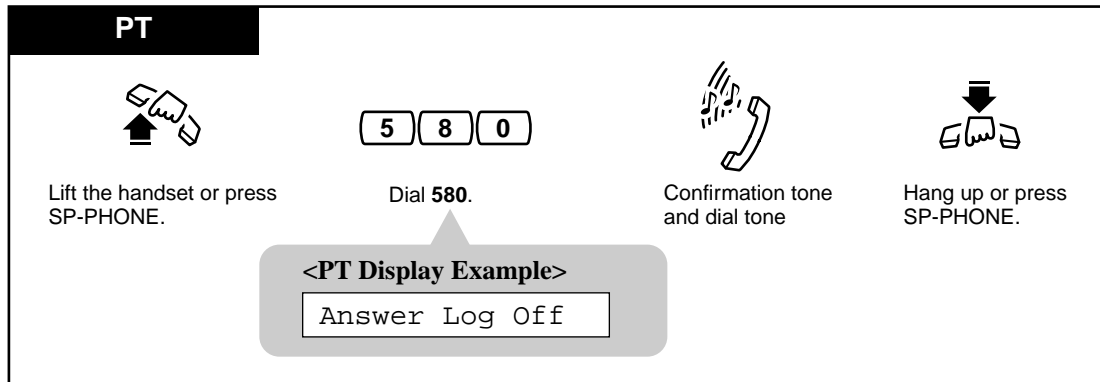 PT
5 8 0
Lift the handset or press
SP-PHONE.
Dial 580.
Confirmation tone
and dial tone
Hang up or press
SP-PHONE.
<PT Display Example>
Answer Log Off